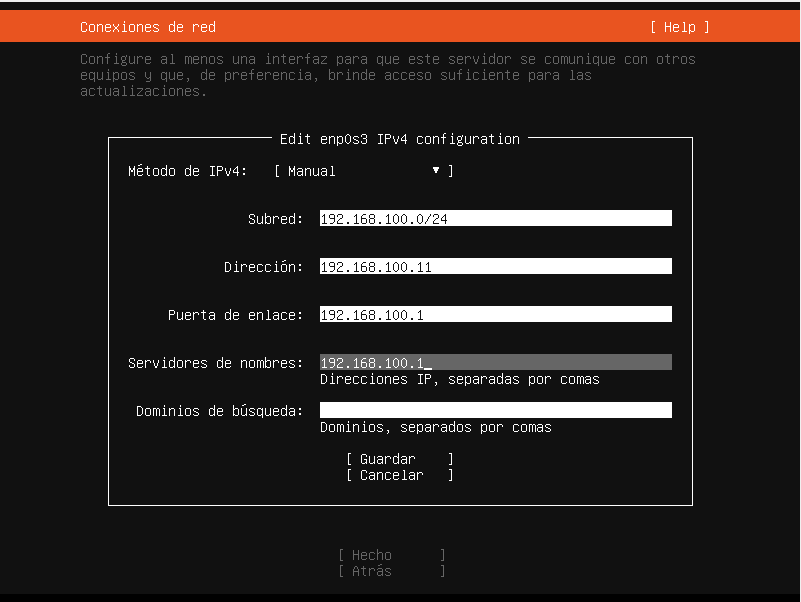 Conexiones de red [ Help ]
Configure al menos una interfaz para que este servidor se comunique con otros
equipos y que, de preferencia, brinde acceso suficiente para las
actualizaciones.
Edit enp0s3 IPv4 configuration
Método de IPv4: [ Manual ▾ ]
Subred: 192.168.100.0/24
Dirección: 192.168.100.11
Puerta de enlace: 192.168.100.1
Servidores de nombres: 192.168.100.1_
Direcciones IP, separadas por comas
Dominios de búsqueda:
Dominios, separados por comas
[ Guardar ]
[ Cancelar ]
[ Hecho ]
[ Atrás ]